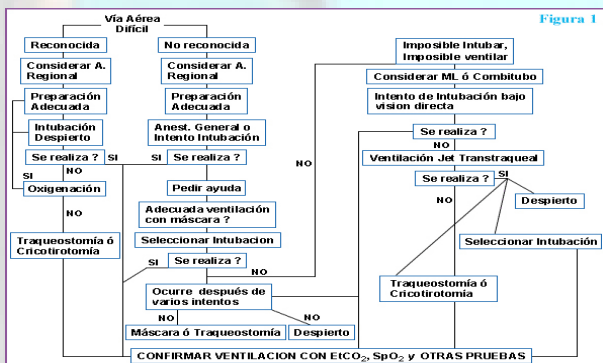 Figura 1
Vía Aérea
Difícil
Reconocida
No reconocida
Considerar A.
Regional
Considerar A.
Regional
Preparación
Adecuada
Preparación
Adecuada
Intubación
Despierto
Anest. General o
Intento Intubación
Se realiza ?
SI
SI
Se realiza ?
SI
NO
NO
Oxigenación
Pedir ayuda
Adecuada ventilación
con máscara ?
NO
Traqueostomía ó
Cricotirotomía
Seleccionar Intubacion
SI
Se realiza ?
NO
Ocurre después de
varios intentos
NO
NO
Máscara ó Traqueostomía
Despierto
NO
Imposible Intubar,
Imposible ventilar
Considerar ML ó Combitubo
Intento de Intubación bajo
vision directa
Se realiza ?
NO
Ventilación Jet Transtraqueal
Se realiza ?
SI
NO
Despierto
Seleccionar Intubación
Traqueostomía ó
Cricotirotomía
CONFIRMAR VENTILACION CON EtCO₂, SpO₂ y OTRAS PRUEBAS